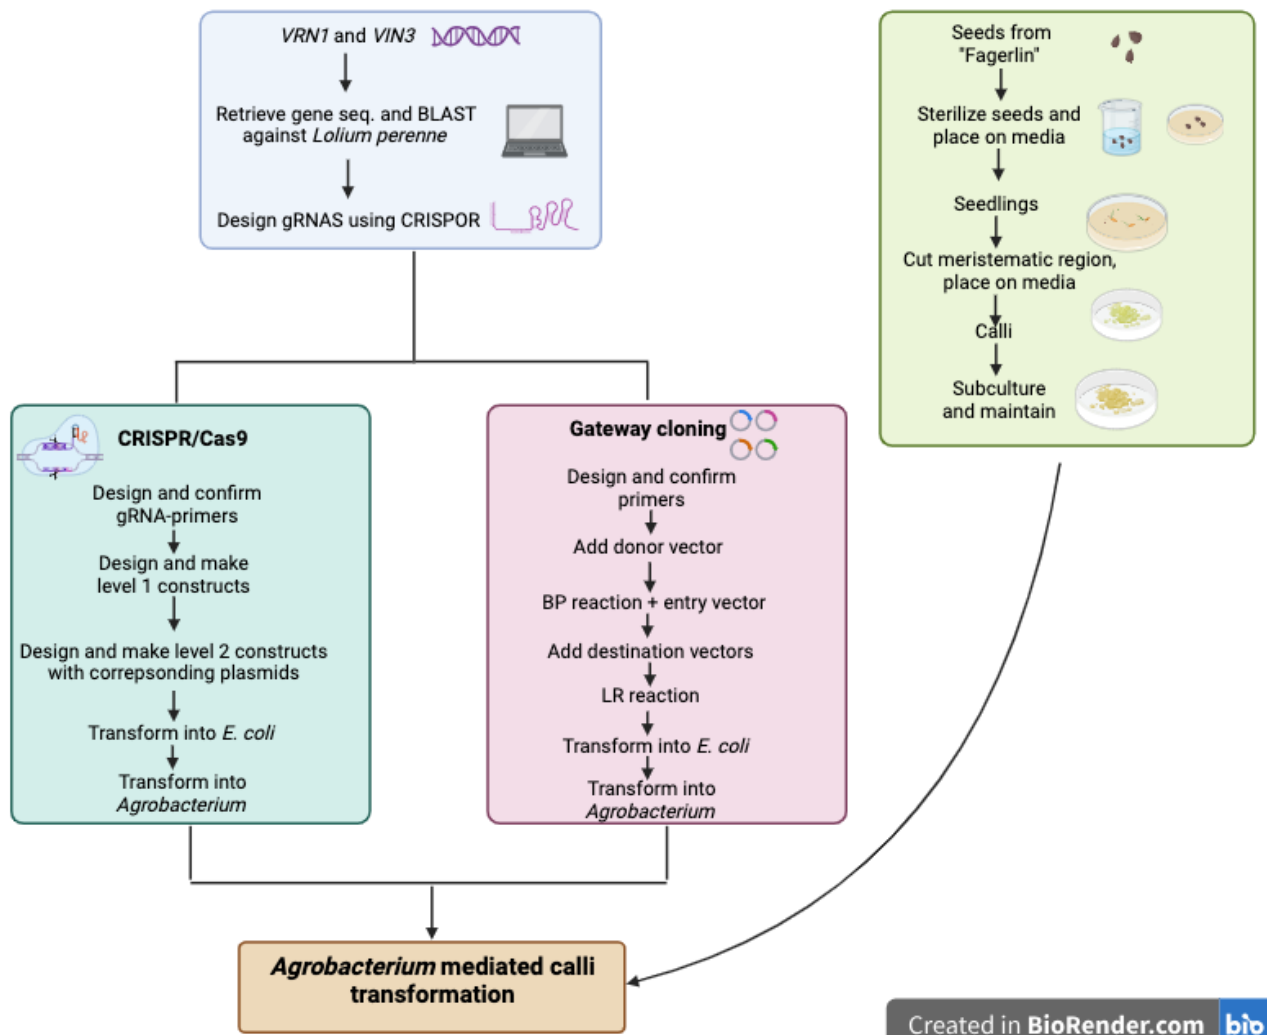 VRN1 and VIN3
Retrieve gene seq. and BLAST
against Lolium perenne
Design gRNAS using CRISPOR
Seeds from
"Fagerlin"
Sterilize seeds and
place on media
Seedlings
Cut meristematic region,
place on media
Calli
Subculture
and maintain
CRISPR/Cas9
Design and confirm
gRNA-primers
Design and make
level 1 constructs
Design and make level 2 constructs
with correpsonding plasmids
Transform into E. coli
Transform into
Agrobacterium
Gateway cloning
Design and confirm
primers
Add donor vector
BP reaction + entry vector
Add destination vectors
LR reaction
Transform into E. coli
Transform into
Agrobacterium
Agrobacterium mediated calli
transformation
Created in BioRender.com bio